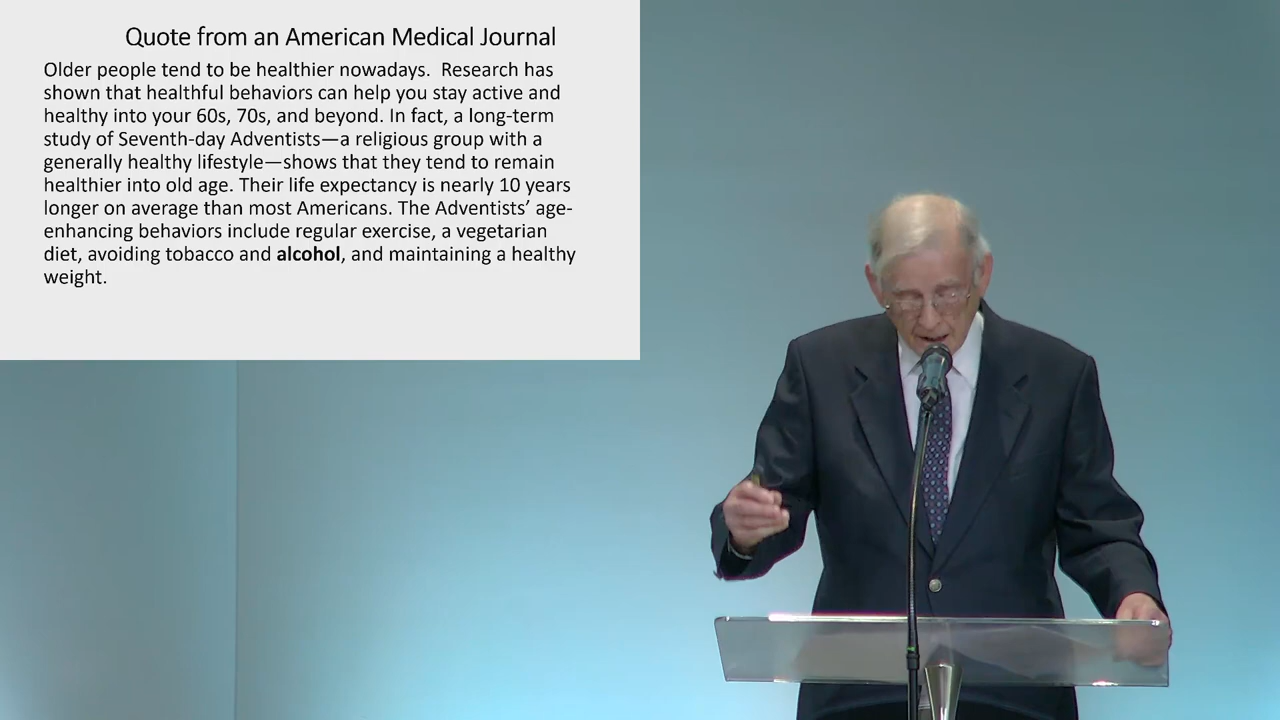 Quote from an American Medical Journal
Older people tend to be healthier nowadays.  Research has
shown that healthful behaviors can help you stay active and
healthy into your 60s, 70s, and beyond. In fact, a long-term
study of Seventh-day Adventists—a religious group with a
generally healthy lifestyle—shows that they tend to remain
healthier into old age. Their life expectancy is nearly 10 years
longer on average than most Americans. The Adventists’ age-
enhancing behaviors include regular exercise, a vegetarian
diet, avoiding tobacco and alcohol, and maintaining a healthy
weight.